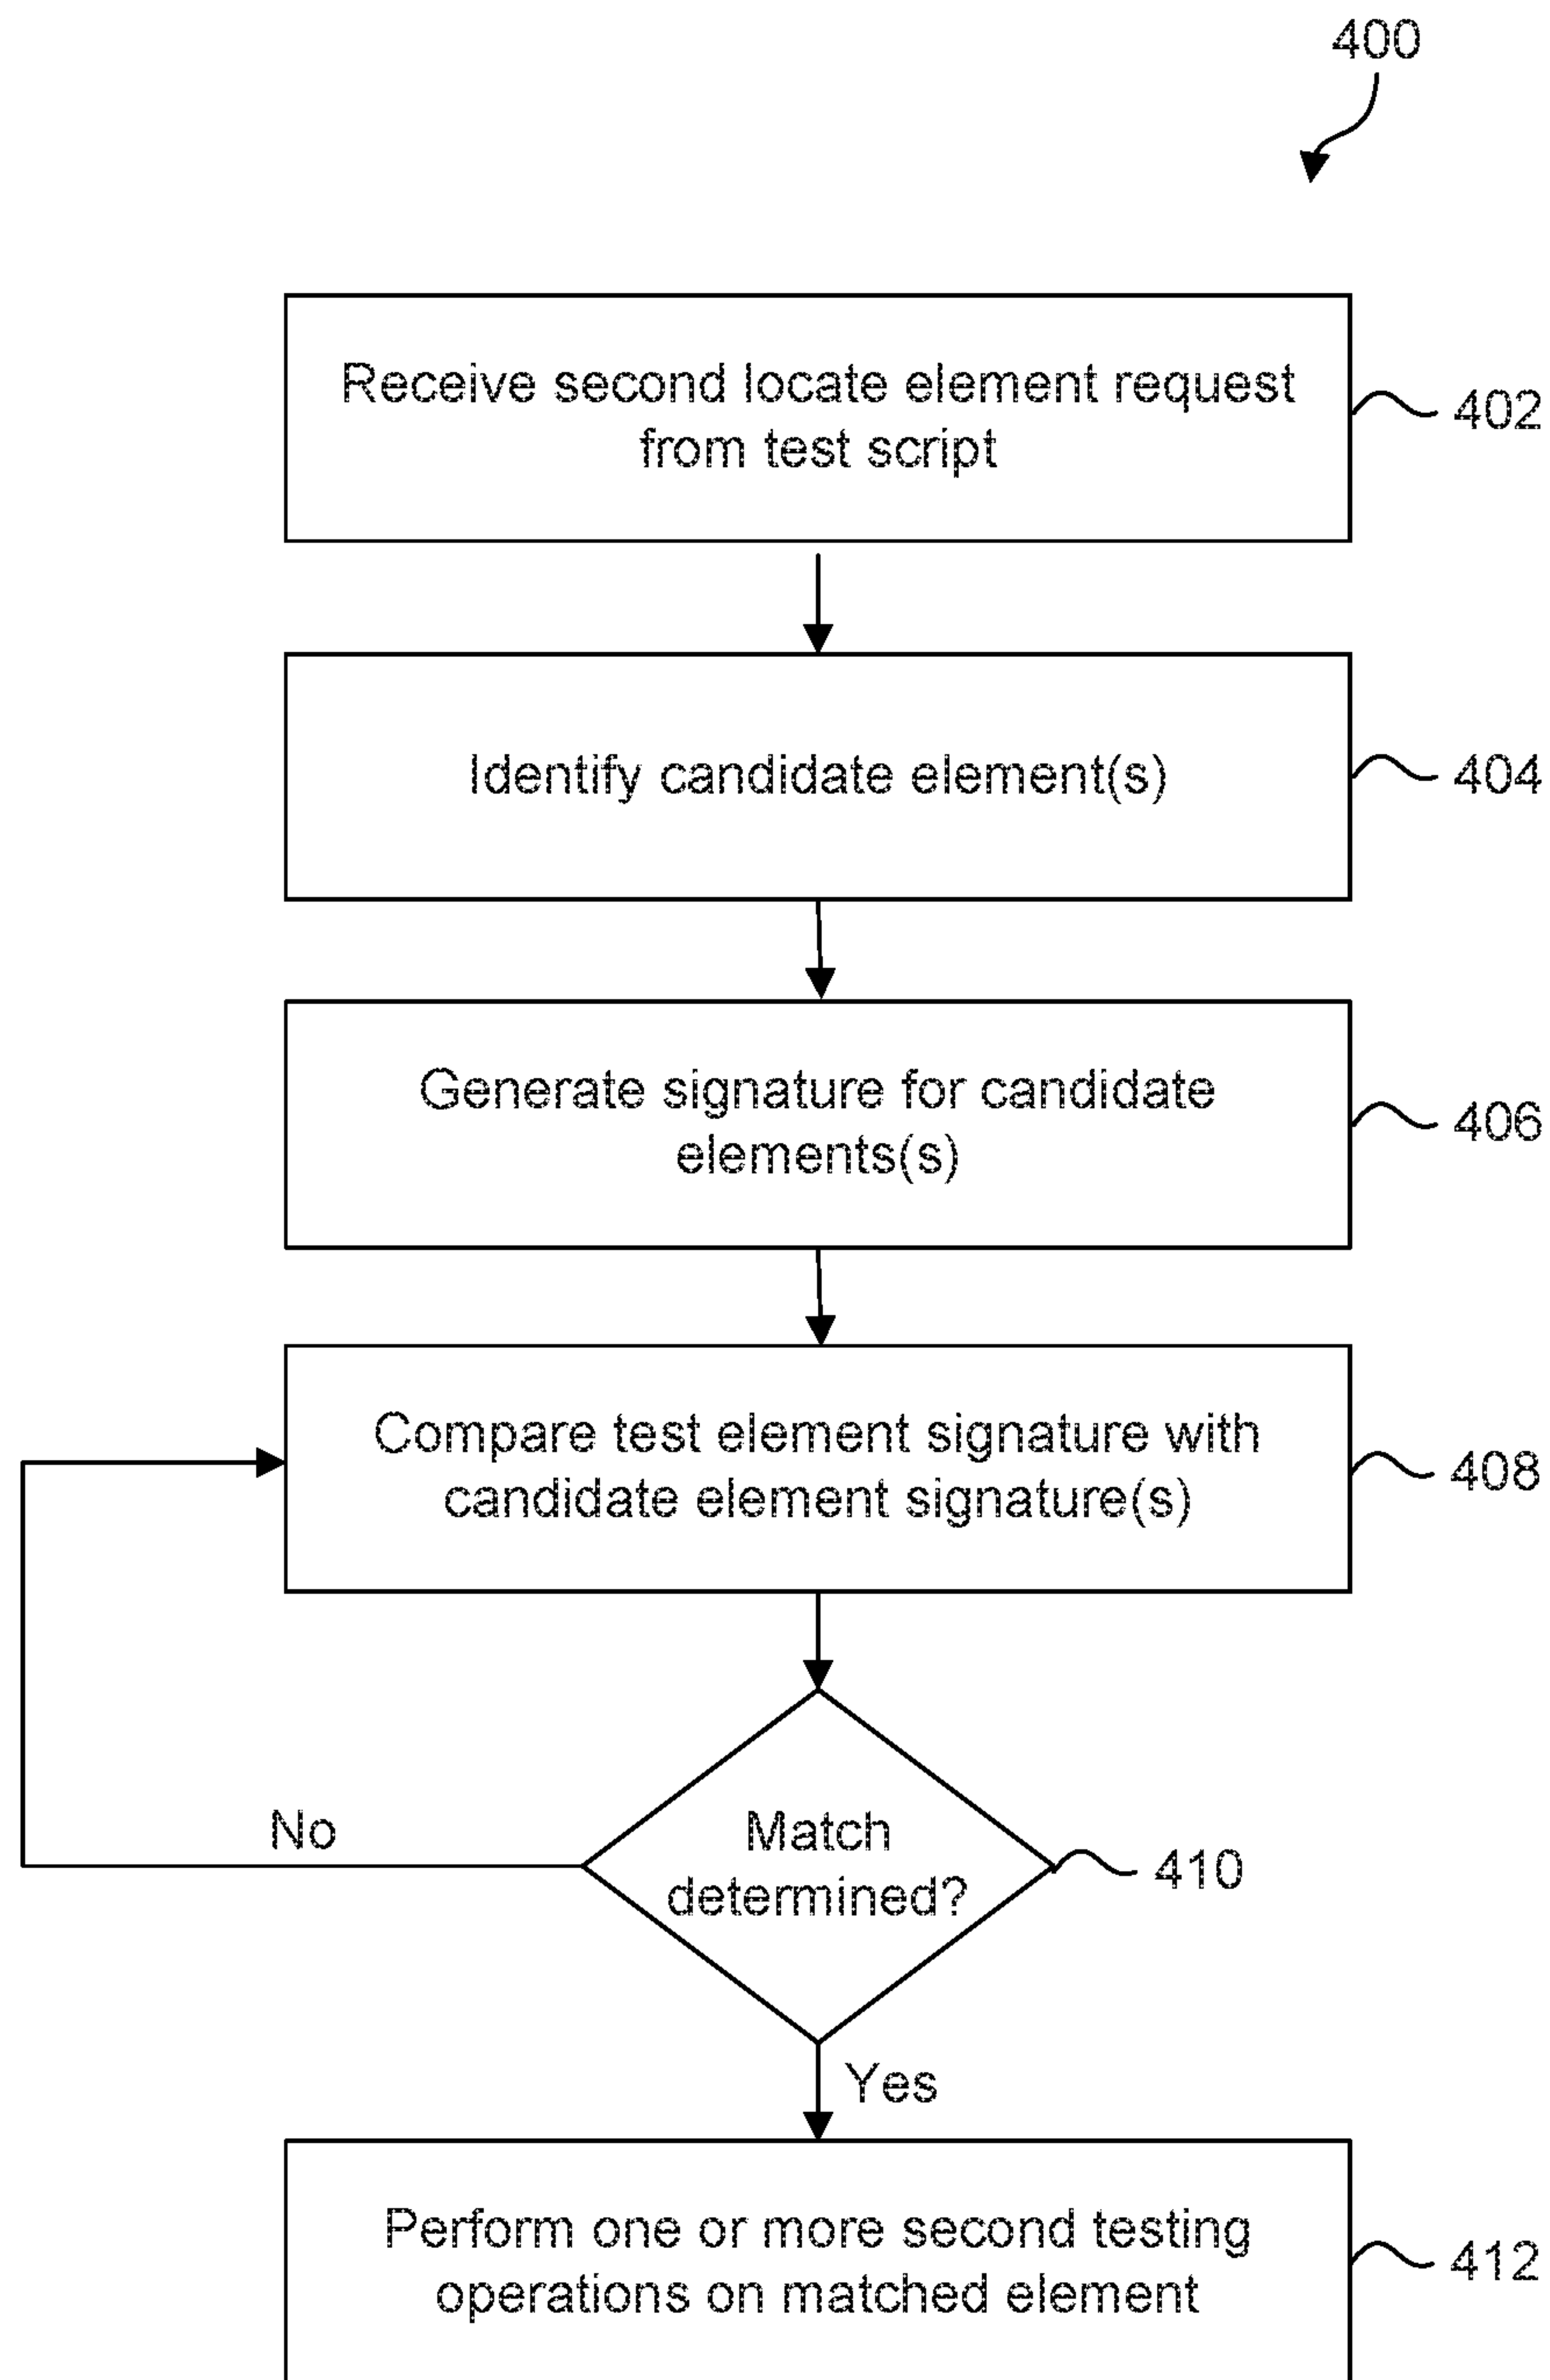 400
Receive second locate element request
from test script
402
Identify candidate element(s)
404
Generate signature for candidate
elements(s)
406
Compare test element signature with
candidate element signature(s)
408
No
Match
determined?
410
Yes
Perform one or more second testing
operations on matched element
412